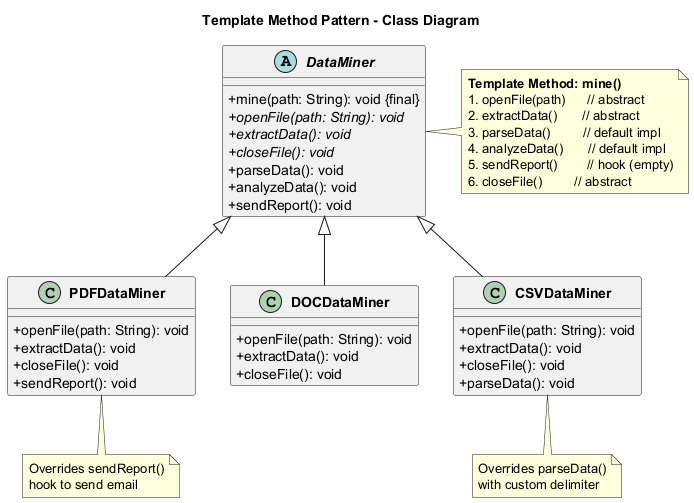 Template Method Pattern - Class Diagram
A DataMiner
+mine(path: String): void {final}
+openFile(path: String): void
+extractData(): void
+closeFile(): void
+parseData(): void
+analyzeData(): void
+sendReport(): void
Template Method: mine()
1. openFile(path) // abstract
2. extractData() // abstract
3. parseData() // default impl
4. analyzeData() // default impl
5. sendReport() // hook (empty)
6. closeFile() // abstract
C PDFDataMiner
+openFile(path: String): void
+extractData(): void
+closeFile(): void
+sendReport(): void
C DOCDataMiner
+openFile(path: String): void
+extractData(): void
+closeFile(): void
C CSVDataMiner
+openFile(path: String): void
+extractData(): void
+closeFile(): void
+parseData(): void
Overrides sendReport()
hook to send email
Overrides parseData()
with custom delimiter